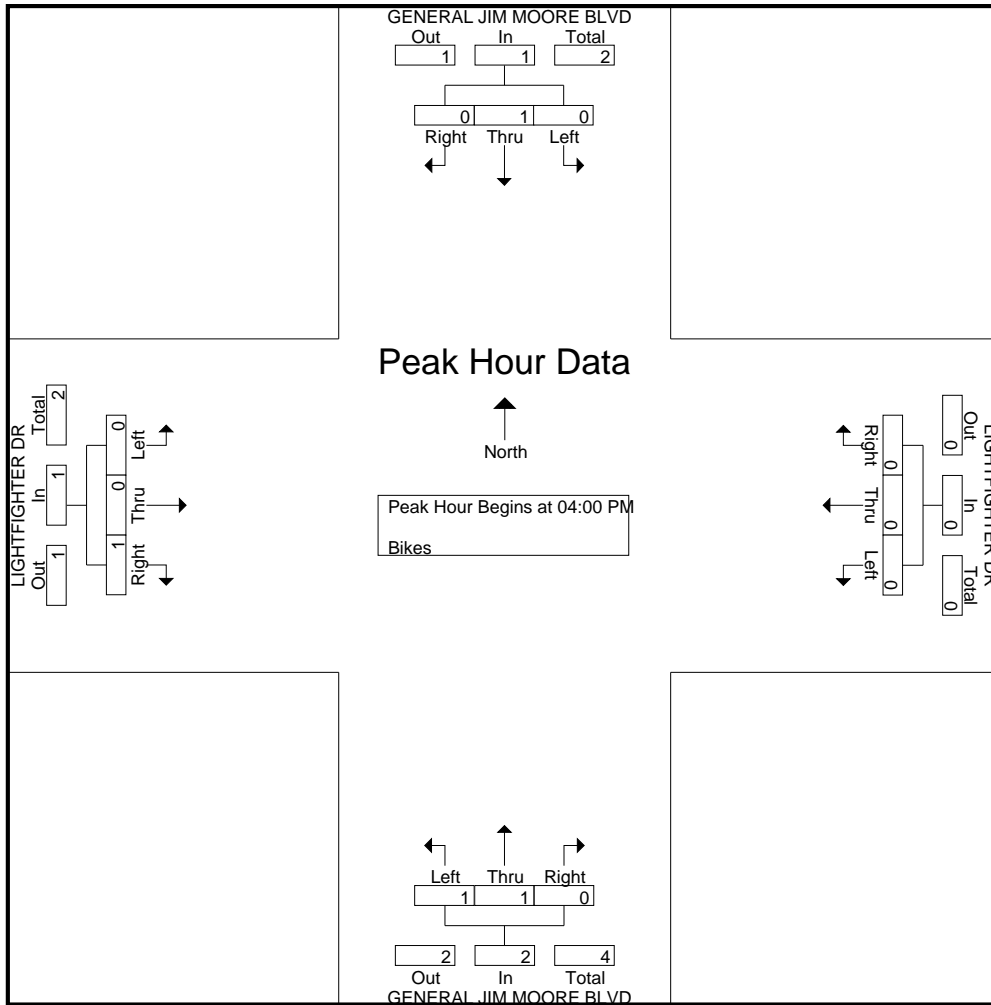 GENERAL JIM MOORE BLVD
Out In Total
1 1 2
0 1 0
Right Thru Left
Peak Hour Data
North
Peak Hour Begins at 04:00 PM
Bikes
LIGHTFIGHTER DR
Out In Total
1 1 2
1 0 0
Right Thru Left
LIGHTFIGHTER DR
Out In Total
0 0 0
Right Thru Left
0 0 0
Left Thru Right
1 1 0
2 2 4
Out In Total
GENERAL JIM MOORE BLVD